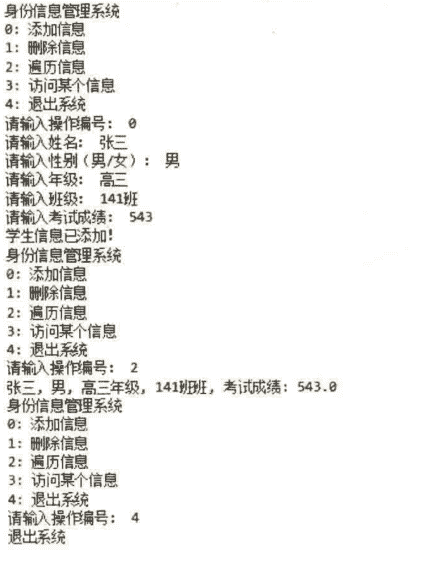 身份信息管理系统
0: 添加信息
1: 删除信息
2: 遍历信息
3: 访问某个信息
4: 退出系统
请输入操作编号: 0
请输入姓名: 张三
请输入性别（男/女）: 男
请输入年级: 高三
请输入班级: 141班
请输入考试成绩: 543
学生信息已添加!
身份信息管理系统
0: 添加信息
1: 删除信息
2: 遍历信息
3: 访问某个信息
4: 退出系统
请输入操作编号: 2
张三, 男, 高三年级, 141班班, 考试成绩: 543.0
身份信息管理系统
0: 添加信息
1: 删除信息
2: 遍历信息
3: 访问某个信息
4: 退出系统
请输入操作编号: 4
退出系统